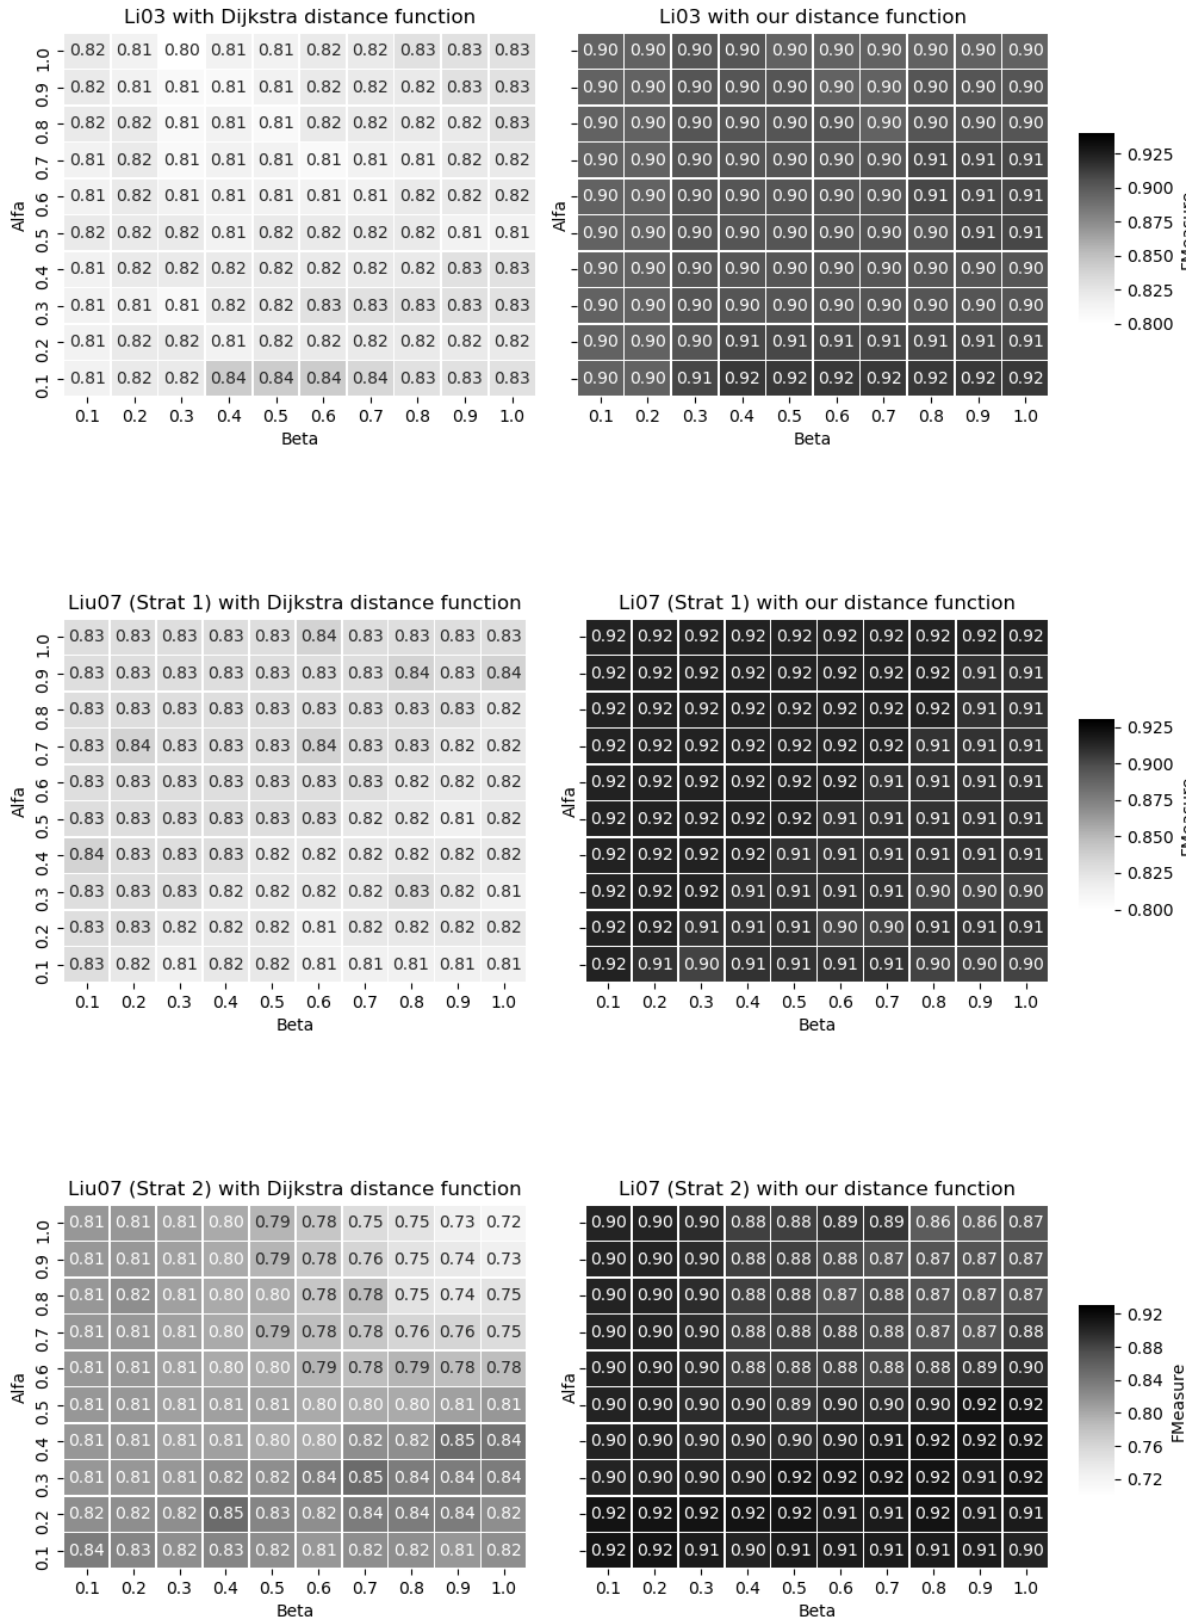 Li03 with Dijkstra distance function
1.0 0.82 0.81 0.80 0.81 0.81 0.82 0.82 0.83 0.83 0.83
0.9 0.82 0.81 0.81 0.81 0.81 0.82 0.82 0.82 0.83 0.83
0.8 0.82 0.82 0.81 0.81 0.81 0.82 0.82 0.82 0.82 0.83
0.7 0.81 0.82 0.81 0.81 0.81 0.81 0.81 0.81 0.82 0.82
0.6 0.81 0.82 0.81 0.81 0.81 0.81 0.81 0.82 0.82 0.82
0.5 0.82 0.82 0.82 0.81 0.82 0.82 0.82 0.82 0.81 0.81
0.4 0.81 0.82 0.82 0.82 0.82 0.82 0.82 0.82 0.83 0.83
0.3 0.81 0.81 0.81 0.82 0.82 0.83 0.83 0.83 0.83 0.83
0.2 0.81 0.82 0.82 0.81 0.82 0.82 0.82 0.82 0.82 0.82
0.1 0.81 0.82 0.82 0.84 0.84 0.84 0.84 0.83 0.83 0.83
Alfa
0.1 0.2 0.3 0.4 0.5 0.6 0.7 0.8 0.9 1.0
Beta
Li03 with our distance function
0.90 0.90 0.90 0.90 0.90 0.90 0.90 0.90 0.90 0.90
0.90 0.90 0.90 0.90 0.90 0.90 0.90 0.90 0.90 0.90
0.90 0.90 0.90 0.90 0.90 0.90 0.90 0.90 0.90 0.90
0.90 0.90 0.90 0.90 0.90 0.90 0.90 0.91 0.91 0.91
0.90 0.90 0.90 0.90 0.90 0.90 0.90 0.91 0.91 0.91
0.90 0.90 0.90 0.90 0.90 0.90 0.90 0.90 0.91 0.91
0.90 0.90 0.90 0.90 0.90 0.90 0.90 0.90 0.90 0.90
0.90 0.90 0.90 0.90 0.90 0.90 0.90 0.90 0.90 0.90
0.90 0.90 0.90 0.91 0.91 0.91 0.91 0.91 0.91 0.91
0.90 0.90 0.91 0.92 0.92 0.92 0.92 0.92 0.92 0.92
Alfa
0.1 0.2 0.3 0.4 0.5 0.6 0.7 0.8 0.9 1.0
Beta
0.925
0.900
0.875
0.850
0.825
0.800
FMeasure
Liu07 (Strat 1) with Dijkstra distance function
1.0 0.83 0.83 0.83 0.83 0.83 0.84 0.83 0.83 0.83 0.83
0.9 0.83 0.83 0.83 0.83 0.83 0.83 0.83 0.84 0.83 0.84
0.8 0.83 0.83 0.83 0.83 0.83 0.83 0.83 0.83 0.83 0.82
0.7 0.83 0.84 0.83 0.83 0.83 0.84 0.83 0.83 0.82 0.82
0.6 0.83 0.83 0.83 0.83 0.83 0.83 0.83 0.82 0.82 0.82
0.5 0.83 0.83 0.83 0.83 0.83 0.83 0.82 0.82 0.81 0.82
0.4 0.84 0.83 0.83 0.83 0.82 0.82 0.82 0.82 0.82 0.82
0.3 0.83 0.83 0.83 0.82 0.82 0.82 0.82 0.83 0.82 0.81
0.2 0.83 0.83 0.82 0.82 0.82 0.81 0.82 0.82 0.82 0.82
0.1 0.83 0.82 0.81 0.82 0.82 0.81 0.81 0.81 0.81 0.81
Alfa
0.1 0.2 0.3 0.4 0.5 0.6 0.7 0.8 0.9 1.0
Beta
Li07 (Strat 1) with our distance function
0.92 0.92 0.92 0.92 0.92 0.92 0.92 0.92 0.92 0.92
0.92 0.92 0.92 0.92 0.92 0.92 0.92 0.92 0.91 0.91
0.92 0.92 0.92 0.92 0.92 0.92 0.92 0.92 0.91 0.91
0.92 0.92 0.92 0.92 0.92 0.92 0.92 0.91 0.91 0.91
0.92 0.92 0.92 0.92 0.92 0.92 0.91 0.91 0.91 0.91
0.92 0.92 0.92 0.92 0.92 0.91 0.91 0.91 0.91 0.91
0.92 0.92 0.92 0.92 0.91 0.91 0.91 0.91 0.91 0.91
0.92 0.92 0.92 0.91 0.91 0.91 0.91 0.90 0.90 0.90
0.92 0.92 0.91 0.91 0.91 0.90 0.90 0.91 0.91 0.91
0.92 0.91 0.90 0.91 0.91 0.91 0.91 0.90 0.90 0.90
Alfa
0.1 0.2 0.3 0.4 0.5 0.6 0.7 0.8 0.9 1.0
Beta
0.925
0.900
0.875
0.850
0.825
0.800
FMeasure
Liu07 (Strat 2) with Dijkstra distance function
1.0 0.81 0.81 0.81 0.80 0.79 0.78 0.75 0.75 0.73 0.72
0.9 0.81 0.81 0.81 0.80 0.79 0.78 0.76 0.75 0.74 0.73
0.8 0.81 0.82 0.81 0.80 0.80 0.78 0.78 0.75 0.74 0.75
0.7 0.81 0.81 0.81 0.80 0.79 0.78 0.78 0.76 0.76 0.75
0.6 0.81 0.81 0.81 0.80 0.80 0.79 0.78 0.79 0.78 0.78
0.5 0.81 0.81 0.81 0.81 0.81 0.80 0.80 0.80 0.81 0.81
0.4 0.81 0.81 0.81 0.81 0.80 0.80 0.82 0.82 0.85 0.84
0.3 0.81 0.81 0.81 0.82 0.82 0.84 0.85 0.84 0.84 0.84
0.2 0.82 0.82 0.82 0.85 0.83 0.82 0.84 0.84 0.84 0.82
0.1 0.84 0.83 0.82 0.83 0.82 0.81 0.82 0.82 0.81 0.82
Alfa
0.1 0.2 0.3 0.4 0.5 0.6 0.7 0.8 0.9 1.0
Beta
Li07 (Strat 2) with our distance function
0.90 0.90 0.90 0.88 0.88 0.89 0.89 0.86 0.86 0.87
0.90 0.90 0.90 0.88 0.88 0.88 0.87 0.87 0.87 0.87
0.90 0.90 0.90 0.88 0.88 0.87 0.88 0.87 0.87 0.87
0.90 0.90 0.90 0.88 0.88 0.88 0.88 0.87 0.87 0.88
0.90 0.90 0.90 0.88 0.88 0.88 0.88 0.88 0.89 0.90
0.90 0.90 0.90 0.90 0.89 0.90 0.90 0.90 0.92 0.92
0.90 0.90 0.90 0.90 0.90 0.90 0.91 0.92 0.92 0.92
0.90 0.90 0.90 0.90 0.92 0.92 0.92 0.92 0.91 0.92
0.92 0.92 0.92 0.92 0.92 0.91 0.91 0.92 0.91 0.91
0.92 0.92 0.91 0.90 0.91 0.91 0.91 0.91 0.91 0.90
Alfa
0.1 0.2 0.3 0.4 0.5 0.6 0.7 0.8 0.9 1.0
Beta
0.92
0.88
0.84
0.80
0.76
0.72
FMeasure